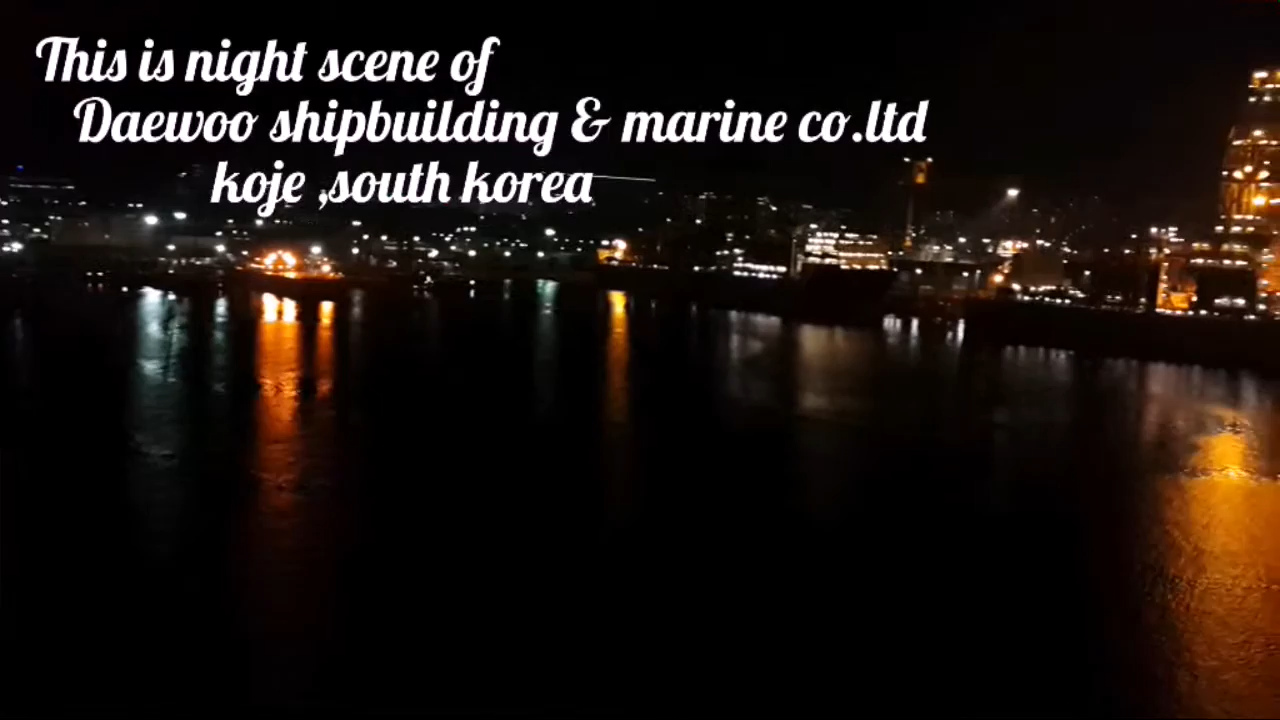 This is night scene of
Daewoo shipbuilding & marine co.ltd
koje ,south korea